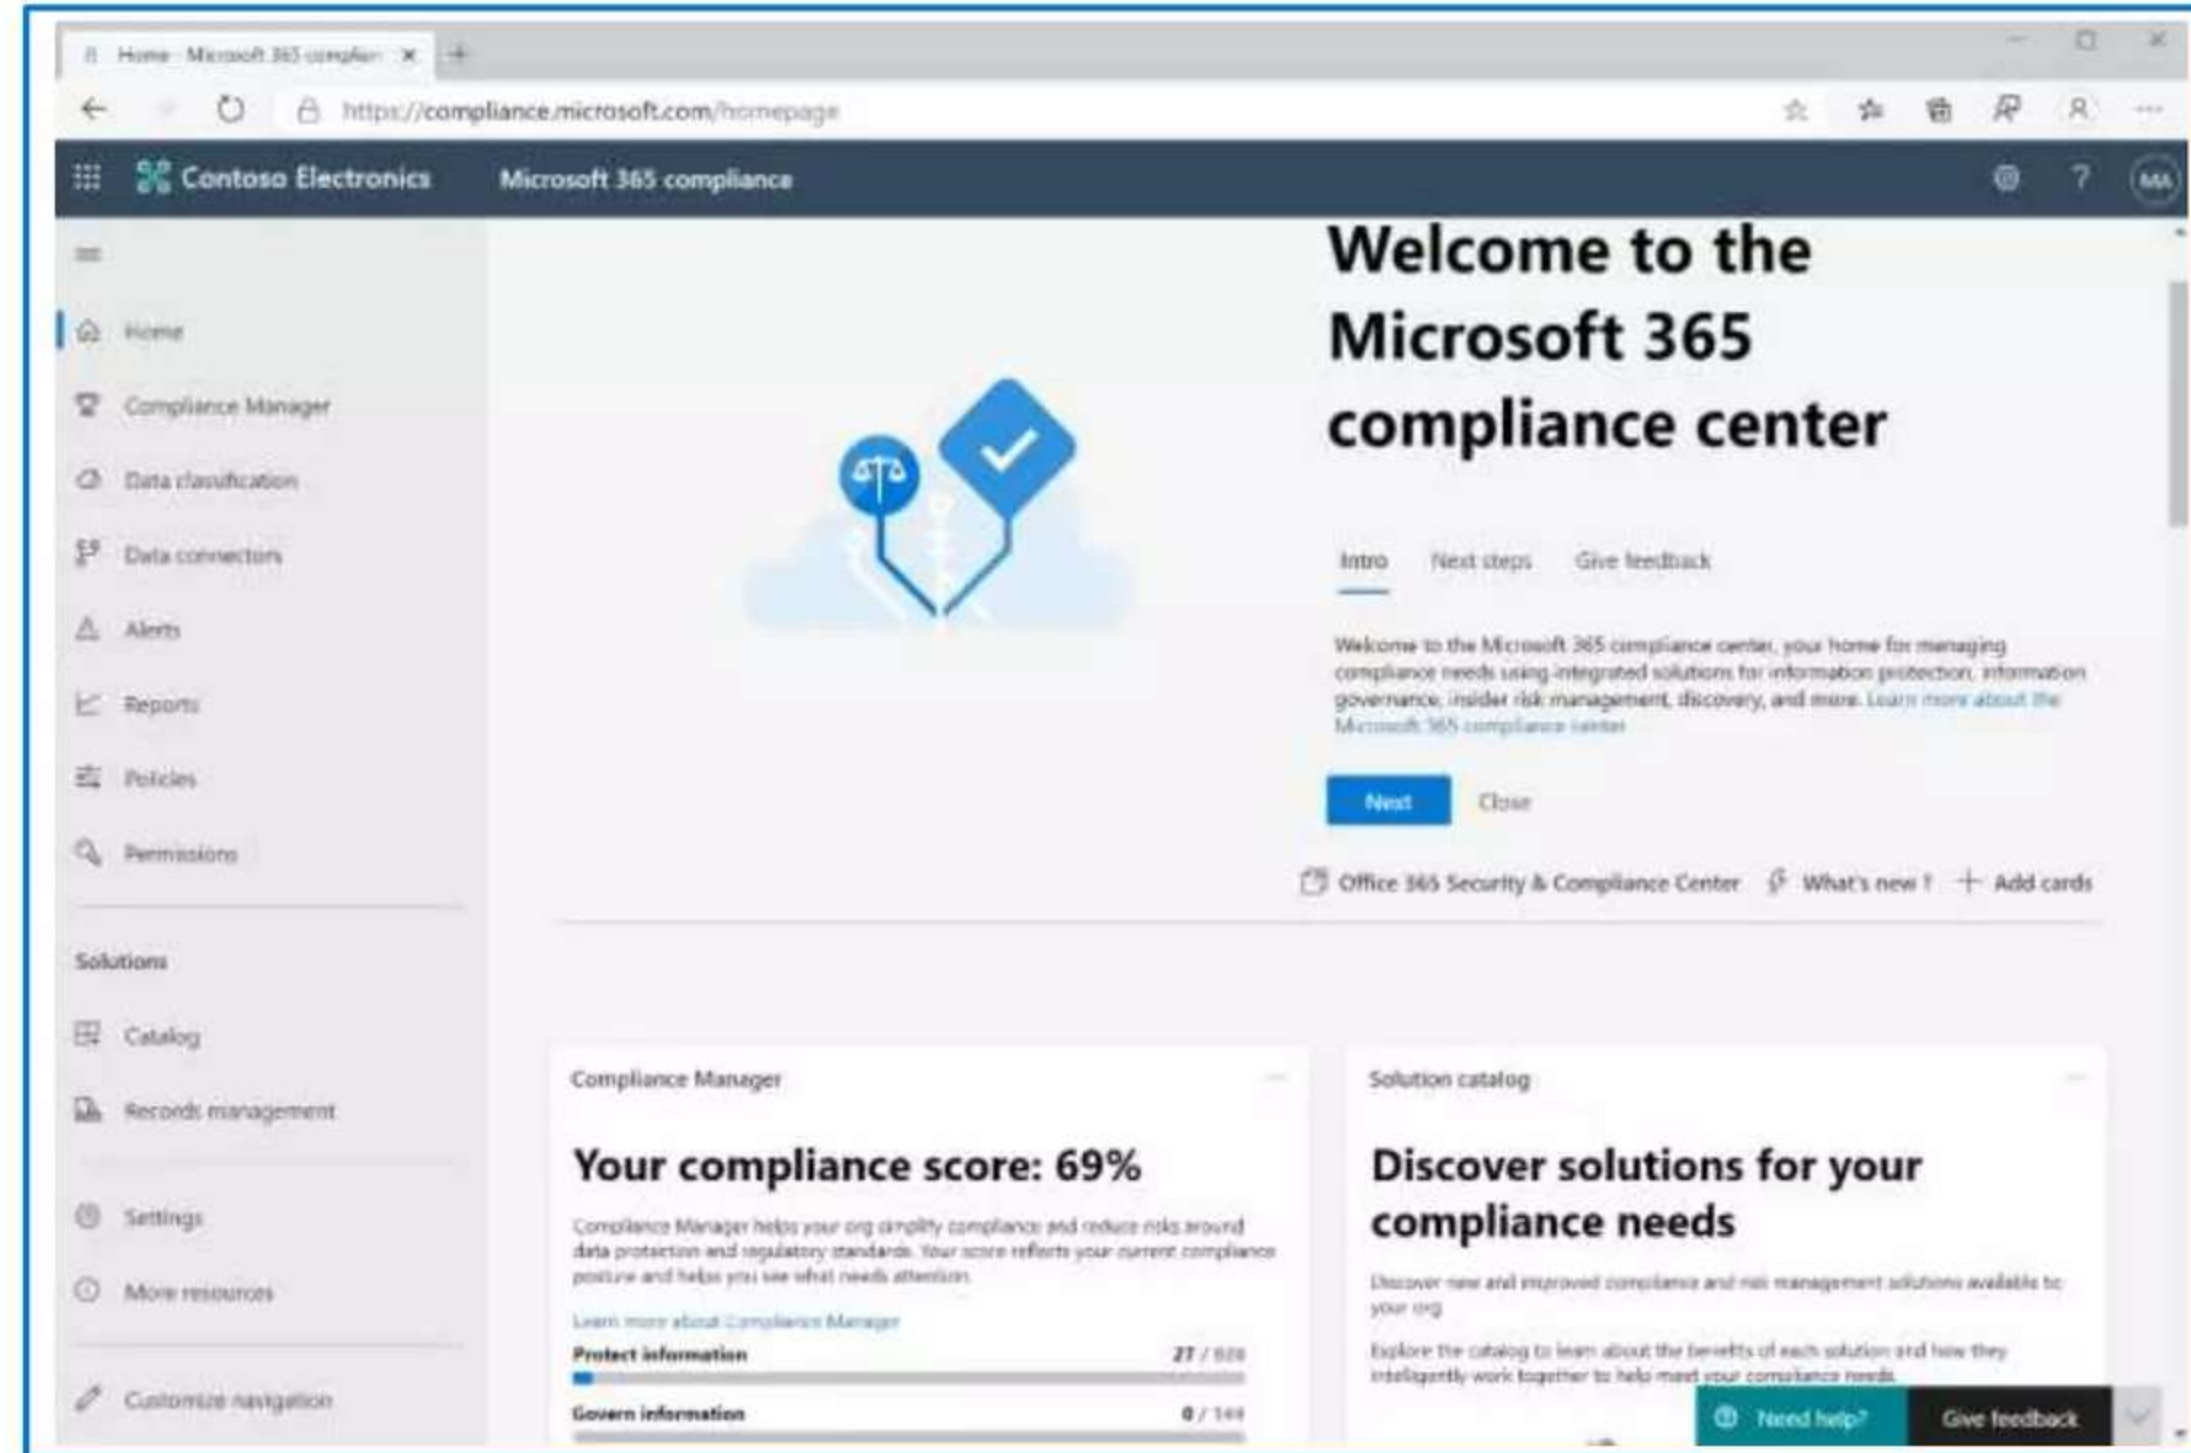 Home - Microsoft 365 complian
https://compliance.microsoft.com/homepage
Contoso Electronics
Microsoft 365 compliance
?
MA
Home
Compliance Manager
Data classification
Data connectors
Alerts
Reports
Policies
Permissions
Solutions
Catalog
Records management
Settings
More resources
Customize navigation
Welcome to the
Microsoft 365
compliance center
Intro Next steps Give feedback
Welcome to the Microsoft 365 compliance center, your home for managing
compliance needs using integrated solutions for information protection, information
governance, insider risk management, discovery, and more. Learn more about the
Microsoft 365 compliance center
Next Close
Office 365 Security & Compliance Center What's new ? Add cards
Compliance Manager
Your compliance score: 69%
Compliance Manager helps your org simplify compliance and reduce risks around
data protection and regulatory standards. Your score reflects your current compliance
posture and helps you see what needs attention.
Learn more about Compliance Manager
Protect information 27 /
Govern information 0 /
Solution catalog
Discover solutions for your
compliance needs
Discover new and improved compliance and risk management solutions available to
your org
Explore the catalog to learn about the benefits of each solution and how they
intelligently work together to help meet your compliance needs.
Need help? Give feedback